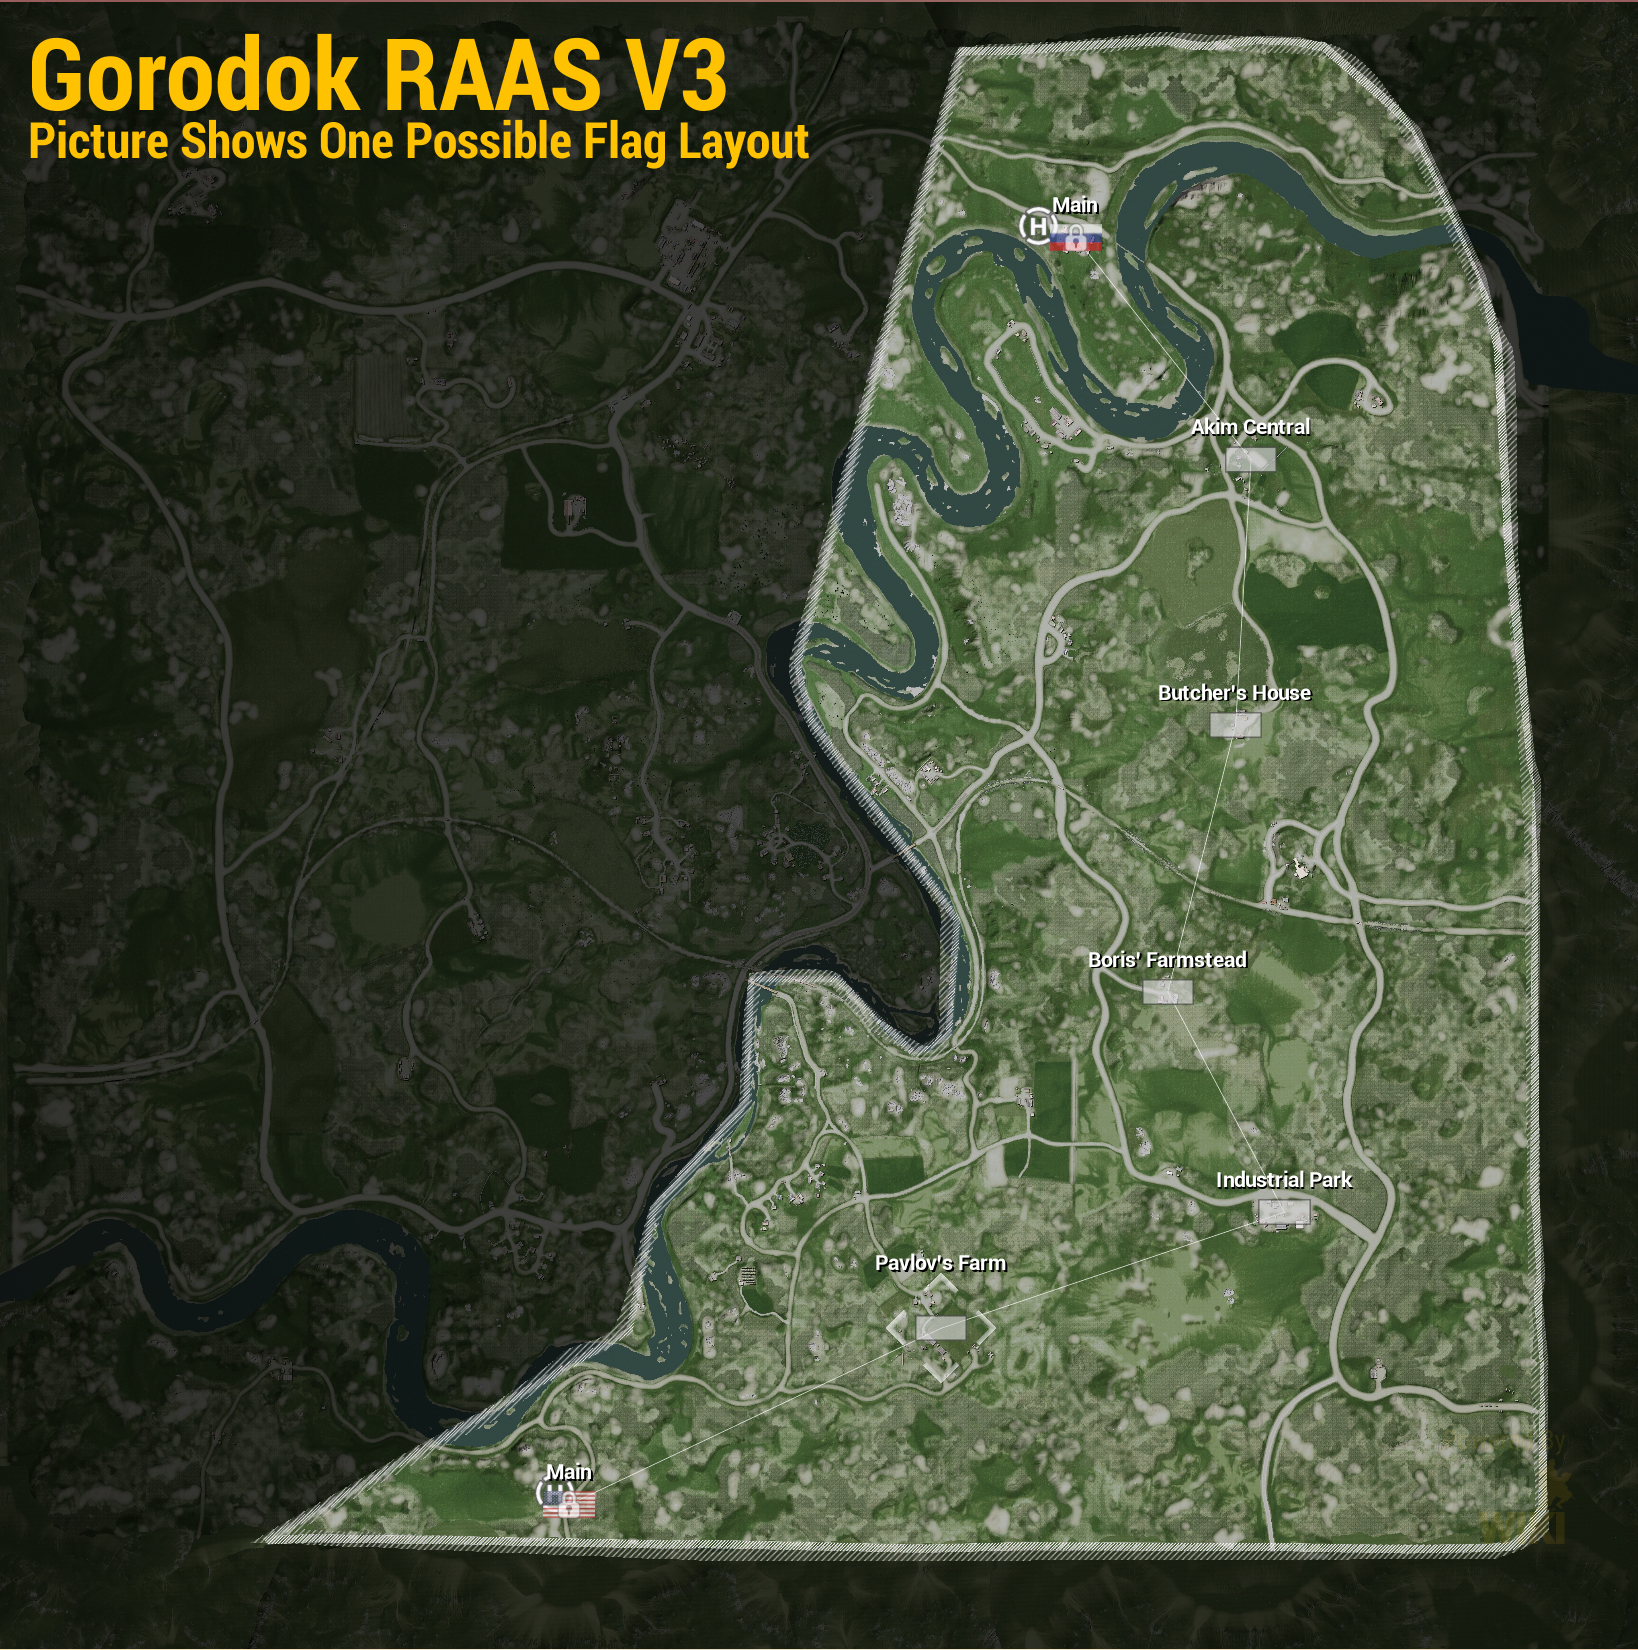 Gorodok RAAS V3
Picture Shows One Possible Flag Layout
Main
H
Akim Central
Butcher's House
Boris' Farmstead
Industrial Park
Pavlov's Farm
Main
H
WIKI